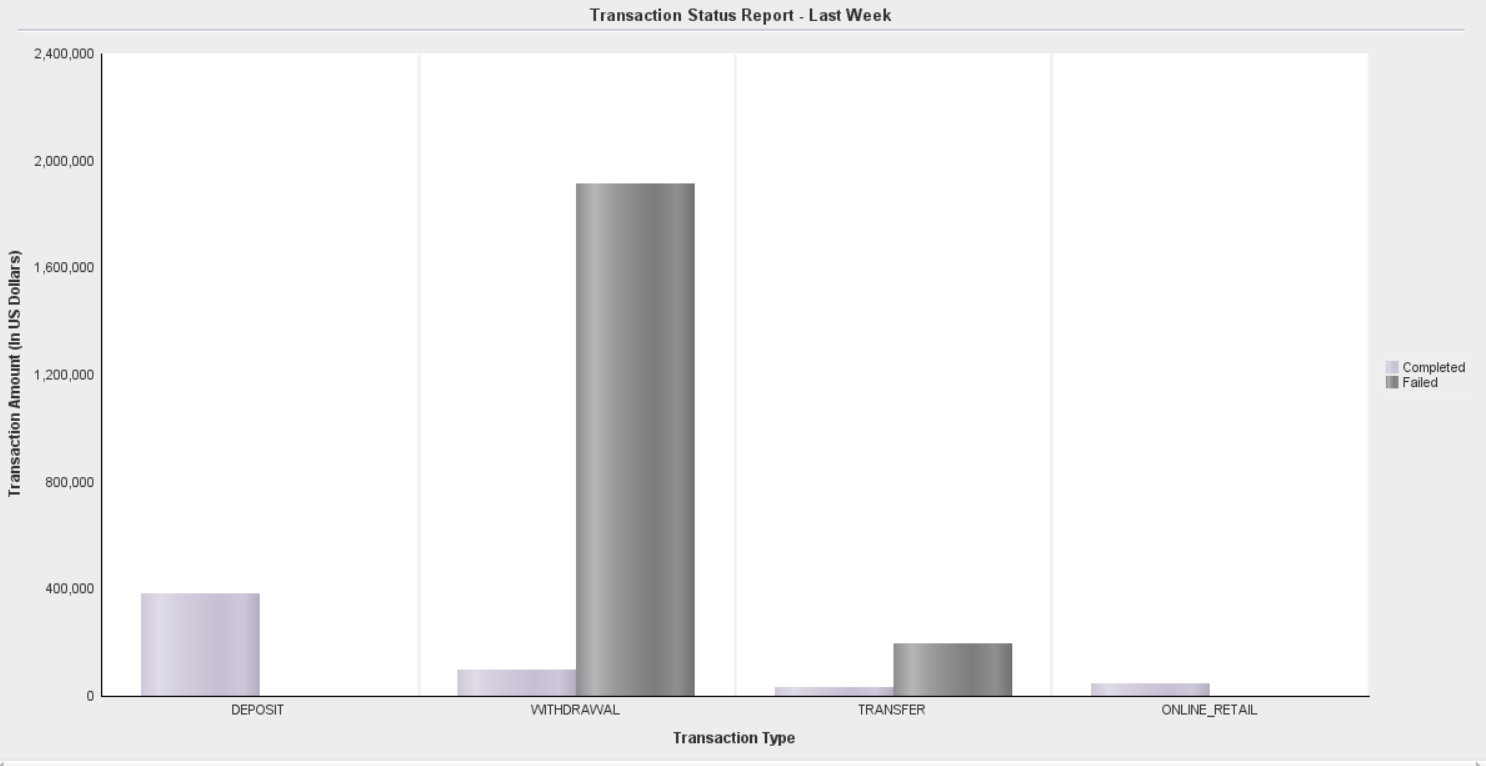 Transaction Status Report - Last Week
2,400,000
2,000,000
1,600,000
1,200,000
800,000
400,000
0
Transaction Amount (In US Dollars)
DEPOSIT
WITHDRAWAL
TRANSFER
ONLINE_RETAIL
Transaction Type
Completed
Failed